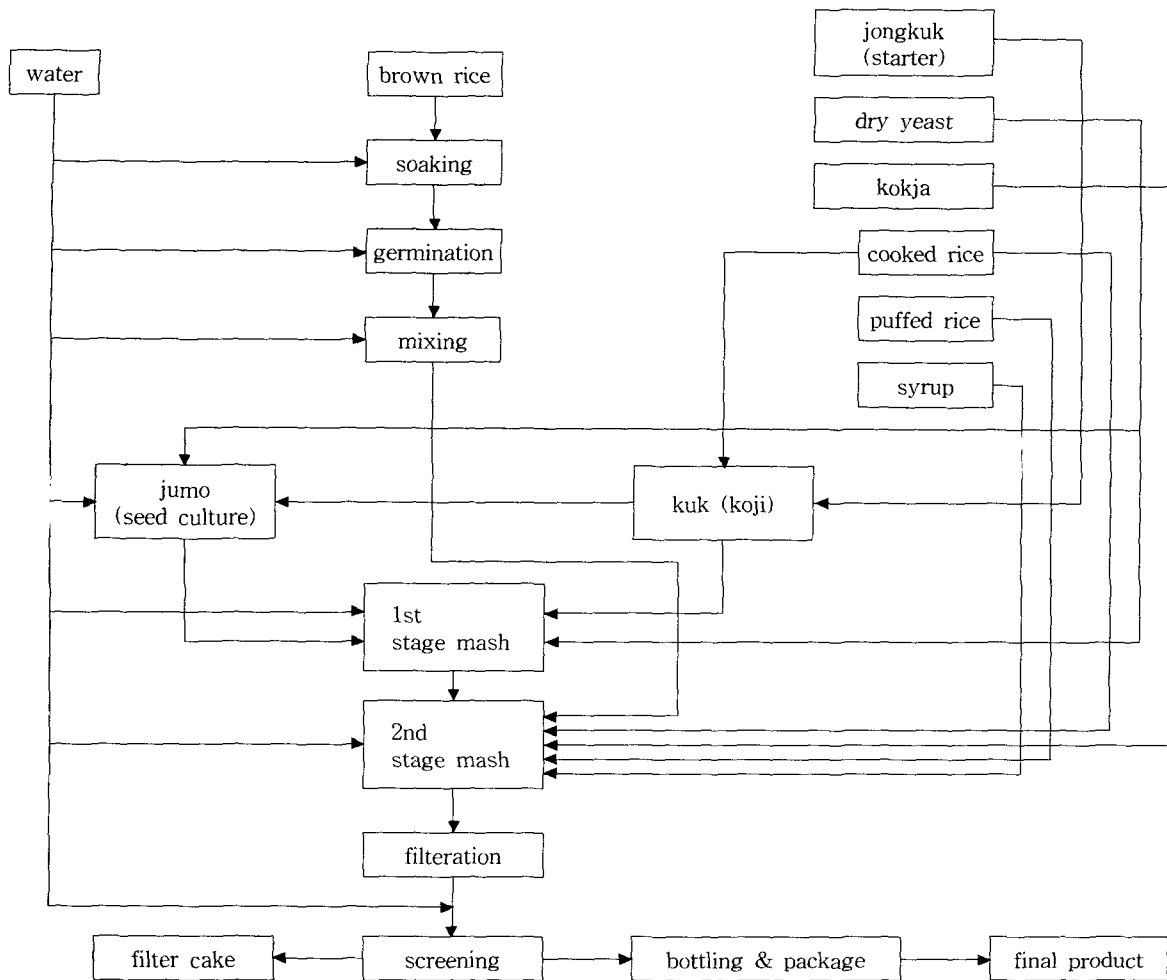 jongkuk
(starter)
water
brown rice
dry yeast
soaking
kokja
germination
cooked rice
puffed rice
mixing
syrup
jumo
(seed culture)
kuk (koji)
1st
stage mash
2nd
stage mash
filteration
filter cake
screening
bottling & package
final product